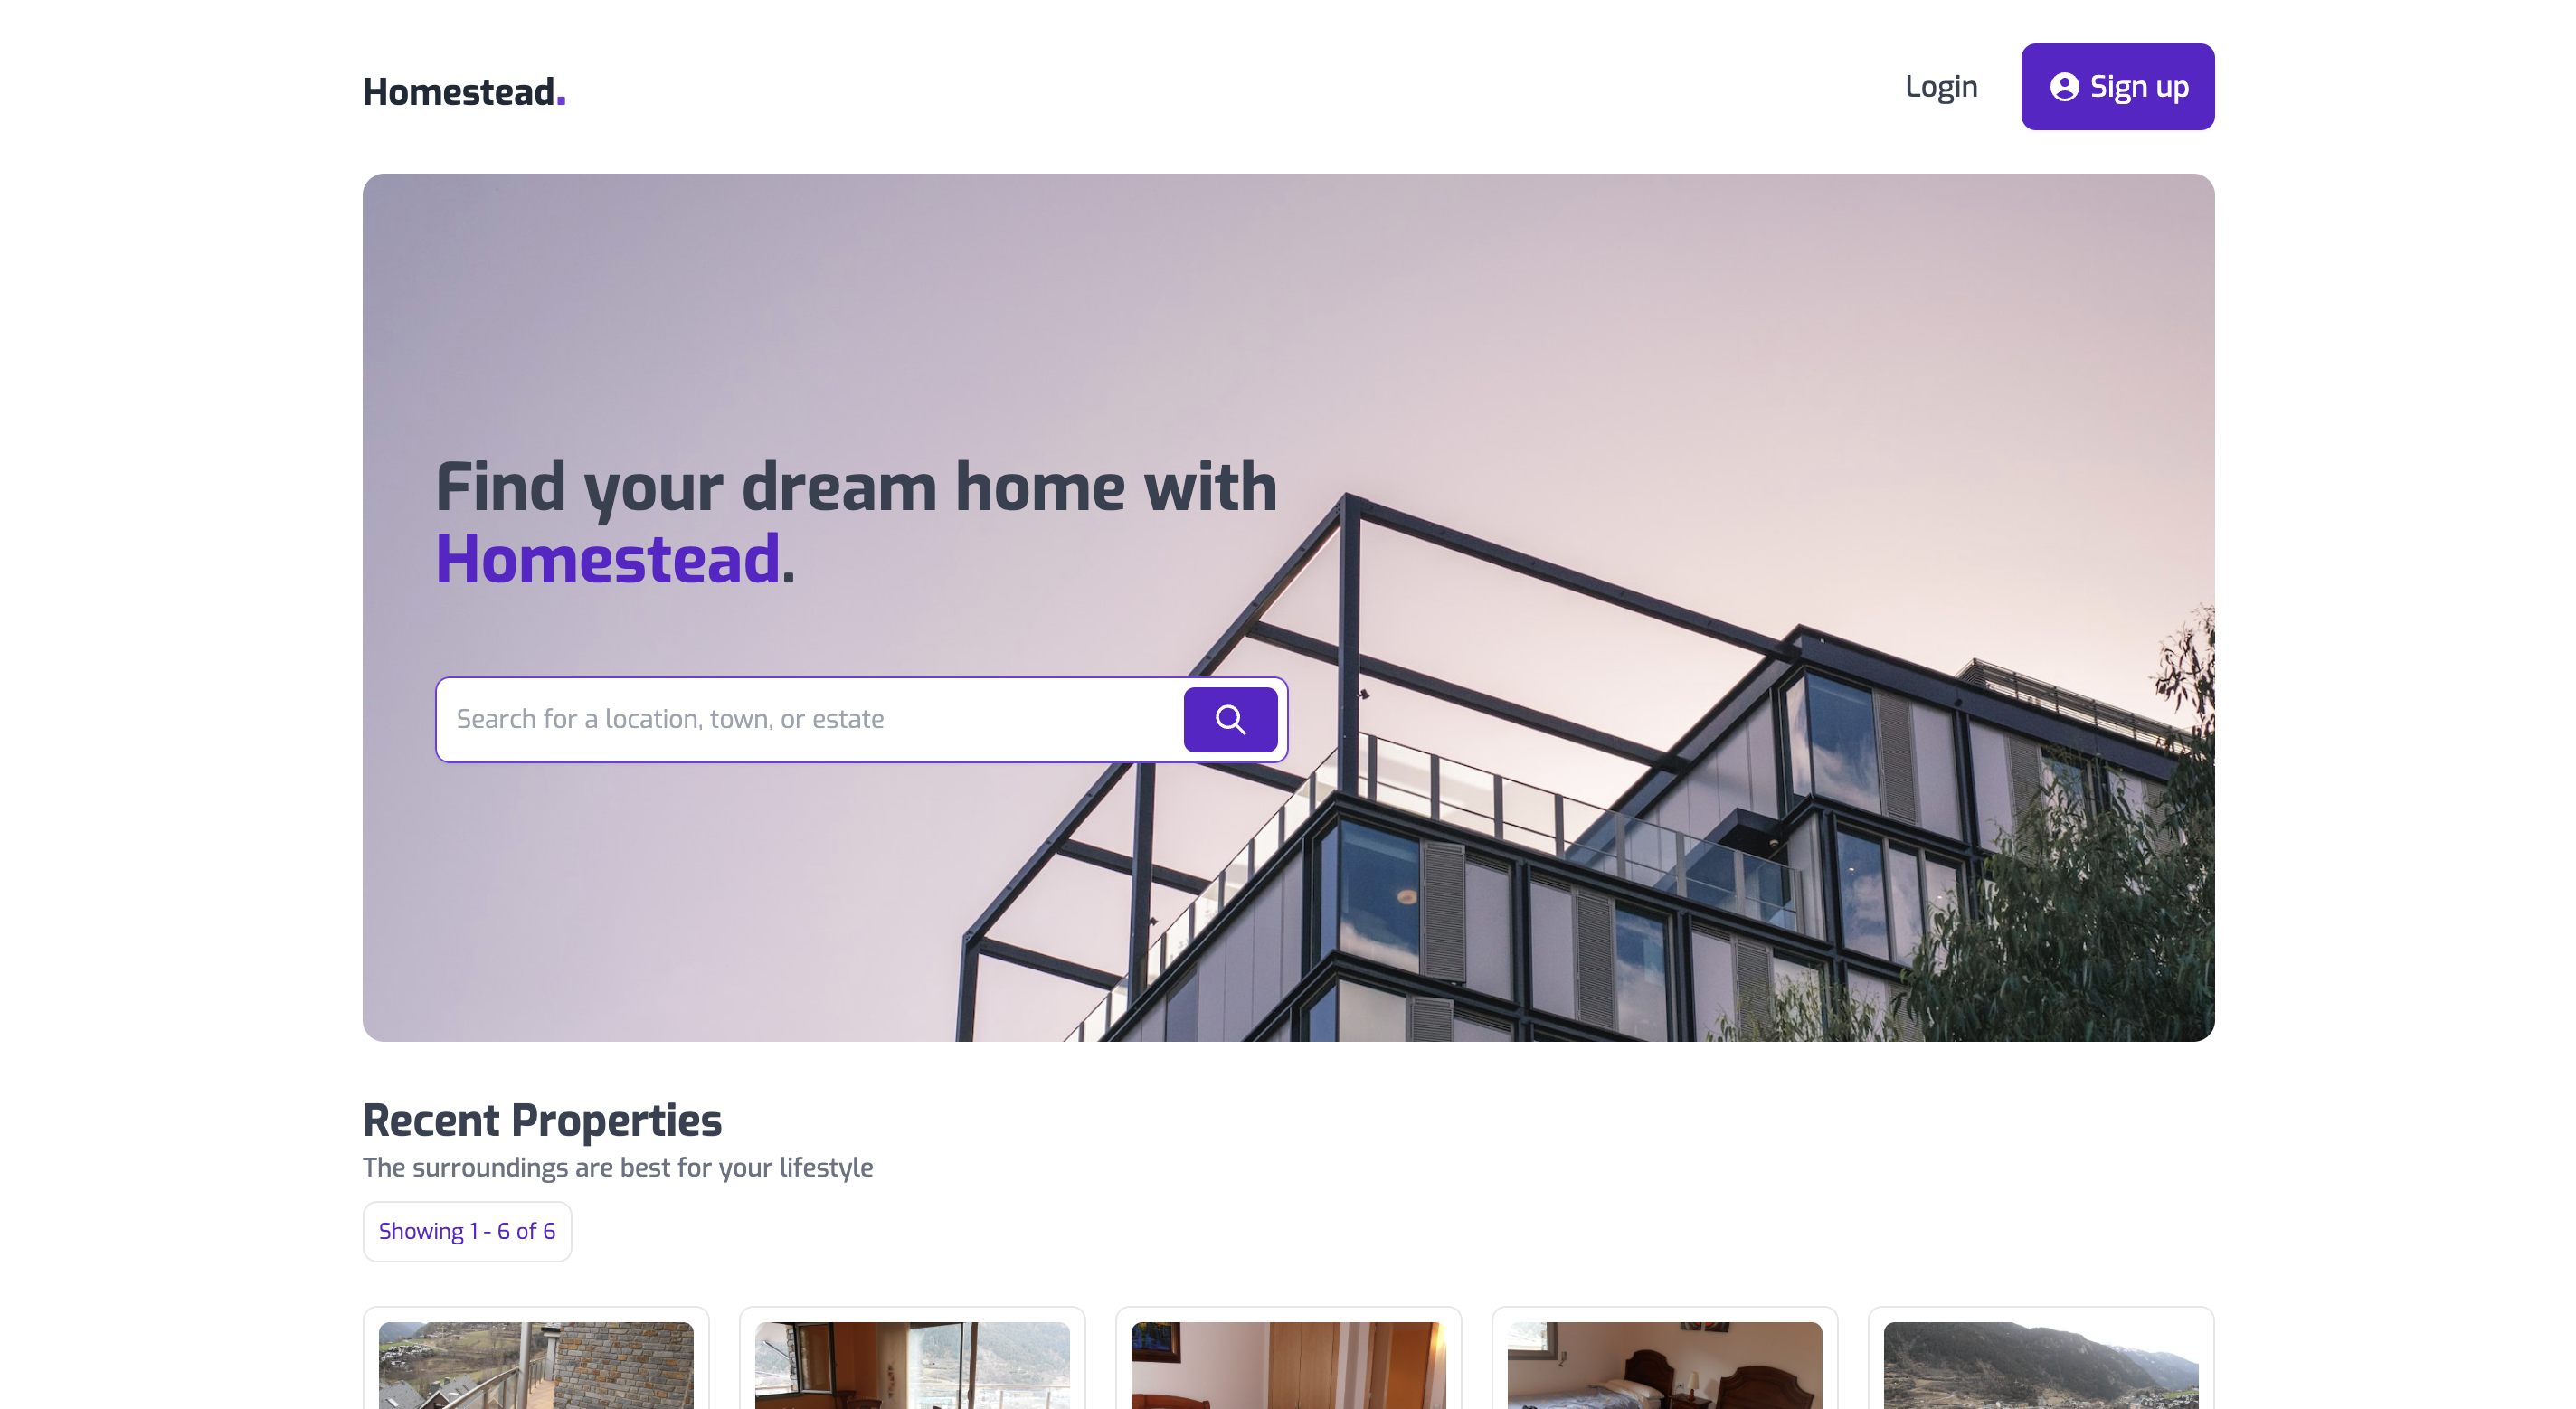 Homestead.
Login
Sign up
Find your dream home with
Homestead.
Search for a location, town, or estate
Recent Properties
The surroundings are best for your lifestyle
Showing 1 - 6 of 6